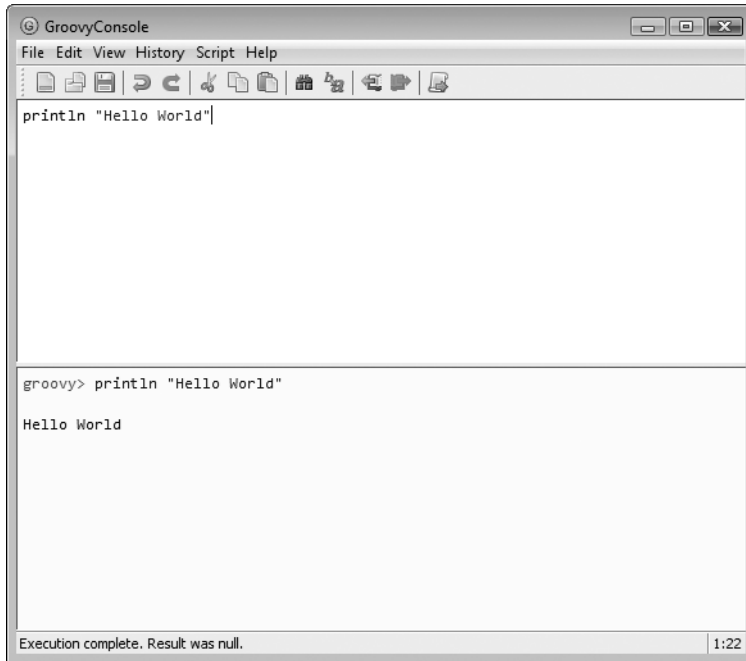 GroovyConsole
File Edit View History Script Help
println "Hello World"
groovy> println "Hello World"
Hello World
Execution complete. Result was null.
1:22